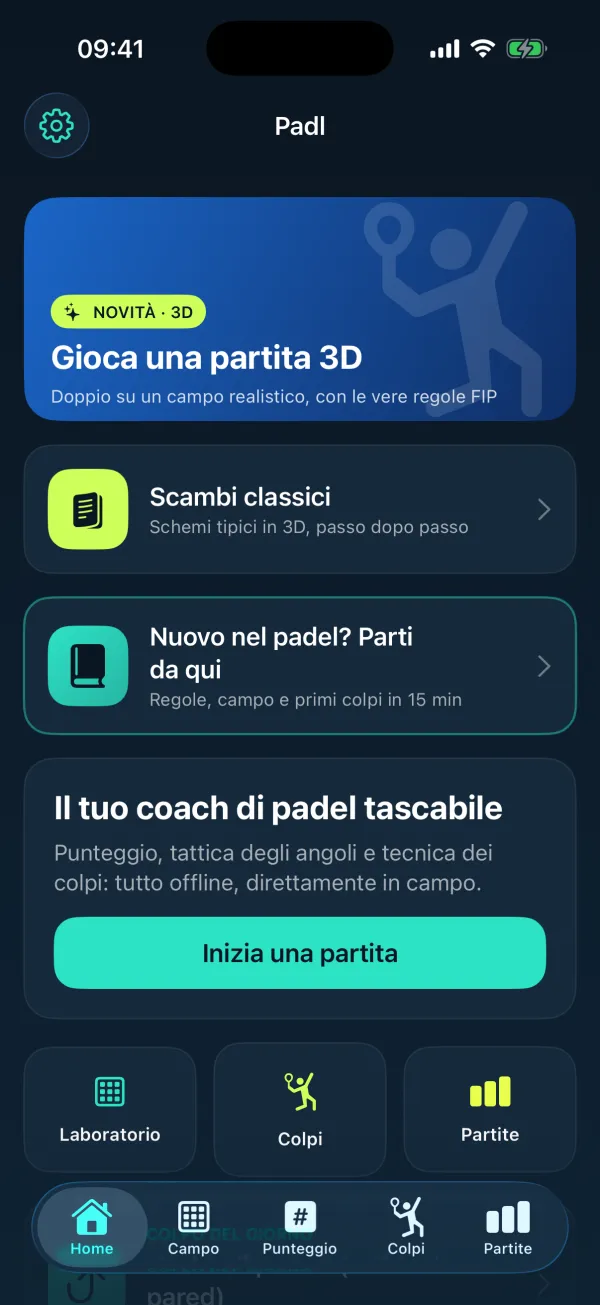 09:41
Padl
NOVITÀ · 3D
Gioca una partita 3D
Doppio su un campo realistico, con le vere regole FIP
Scambi classici
Schemi tipici in 3D, passo dopo passo
Nuovo nel padel? Parti
da qui
Regole, campo e primi colpi in 15 min
Il tuo coach di padel tascabile
Punteggio, tattica degli angoli e tecnica dei
colpi: tutto offline, direttamente in campo.
Inizia una partita
Laboratorio
Colpi
Partite
COLPO DEL GIORNO
#
Home
Campo
Punteggio
Colpi
Partite
pared)